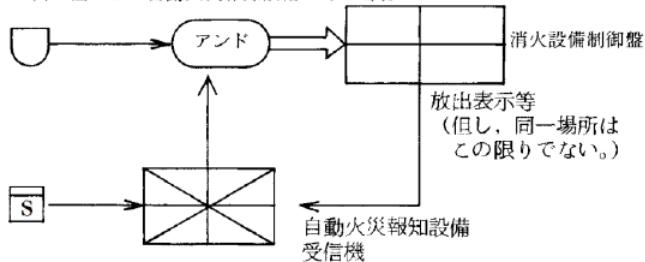 アンド
消火設備制御盤
放出表示等
(但し,同一場所は
この限りでない。)
S
自動火災報知設備
受信機